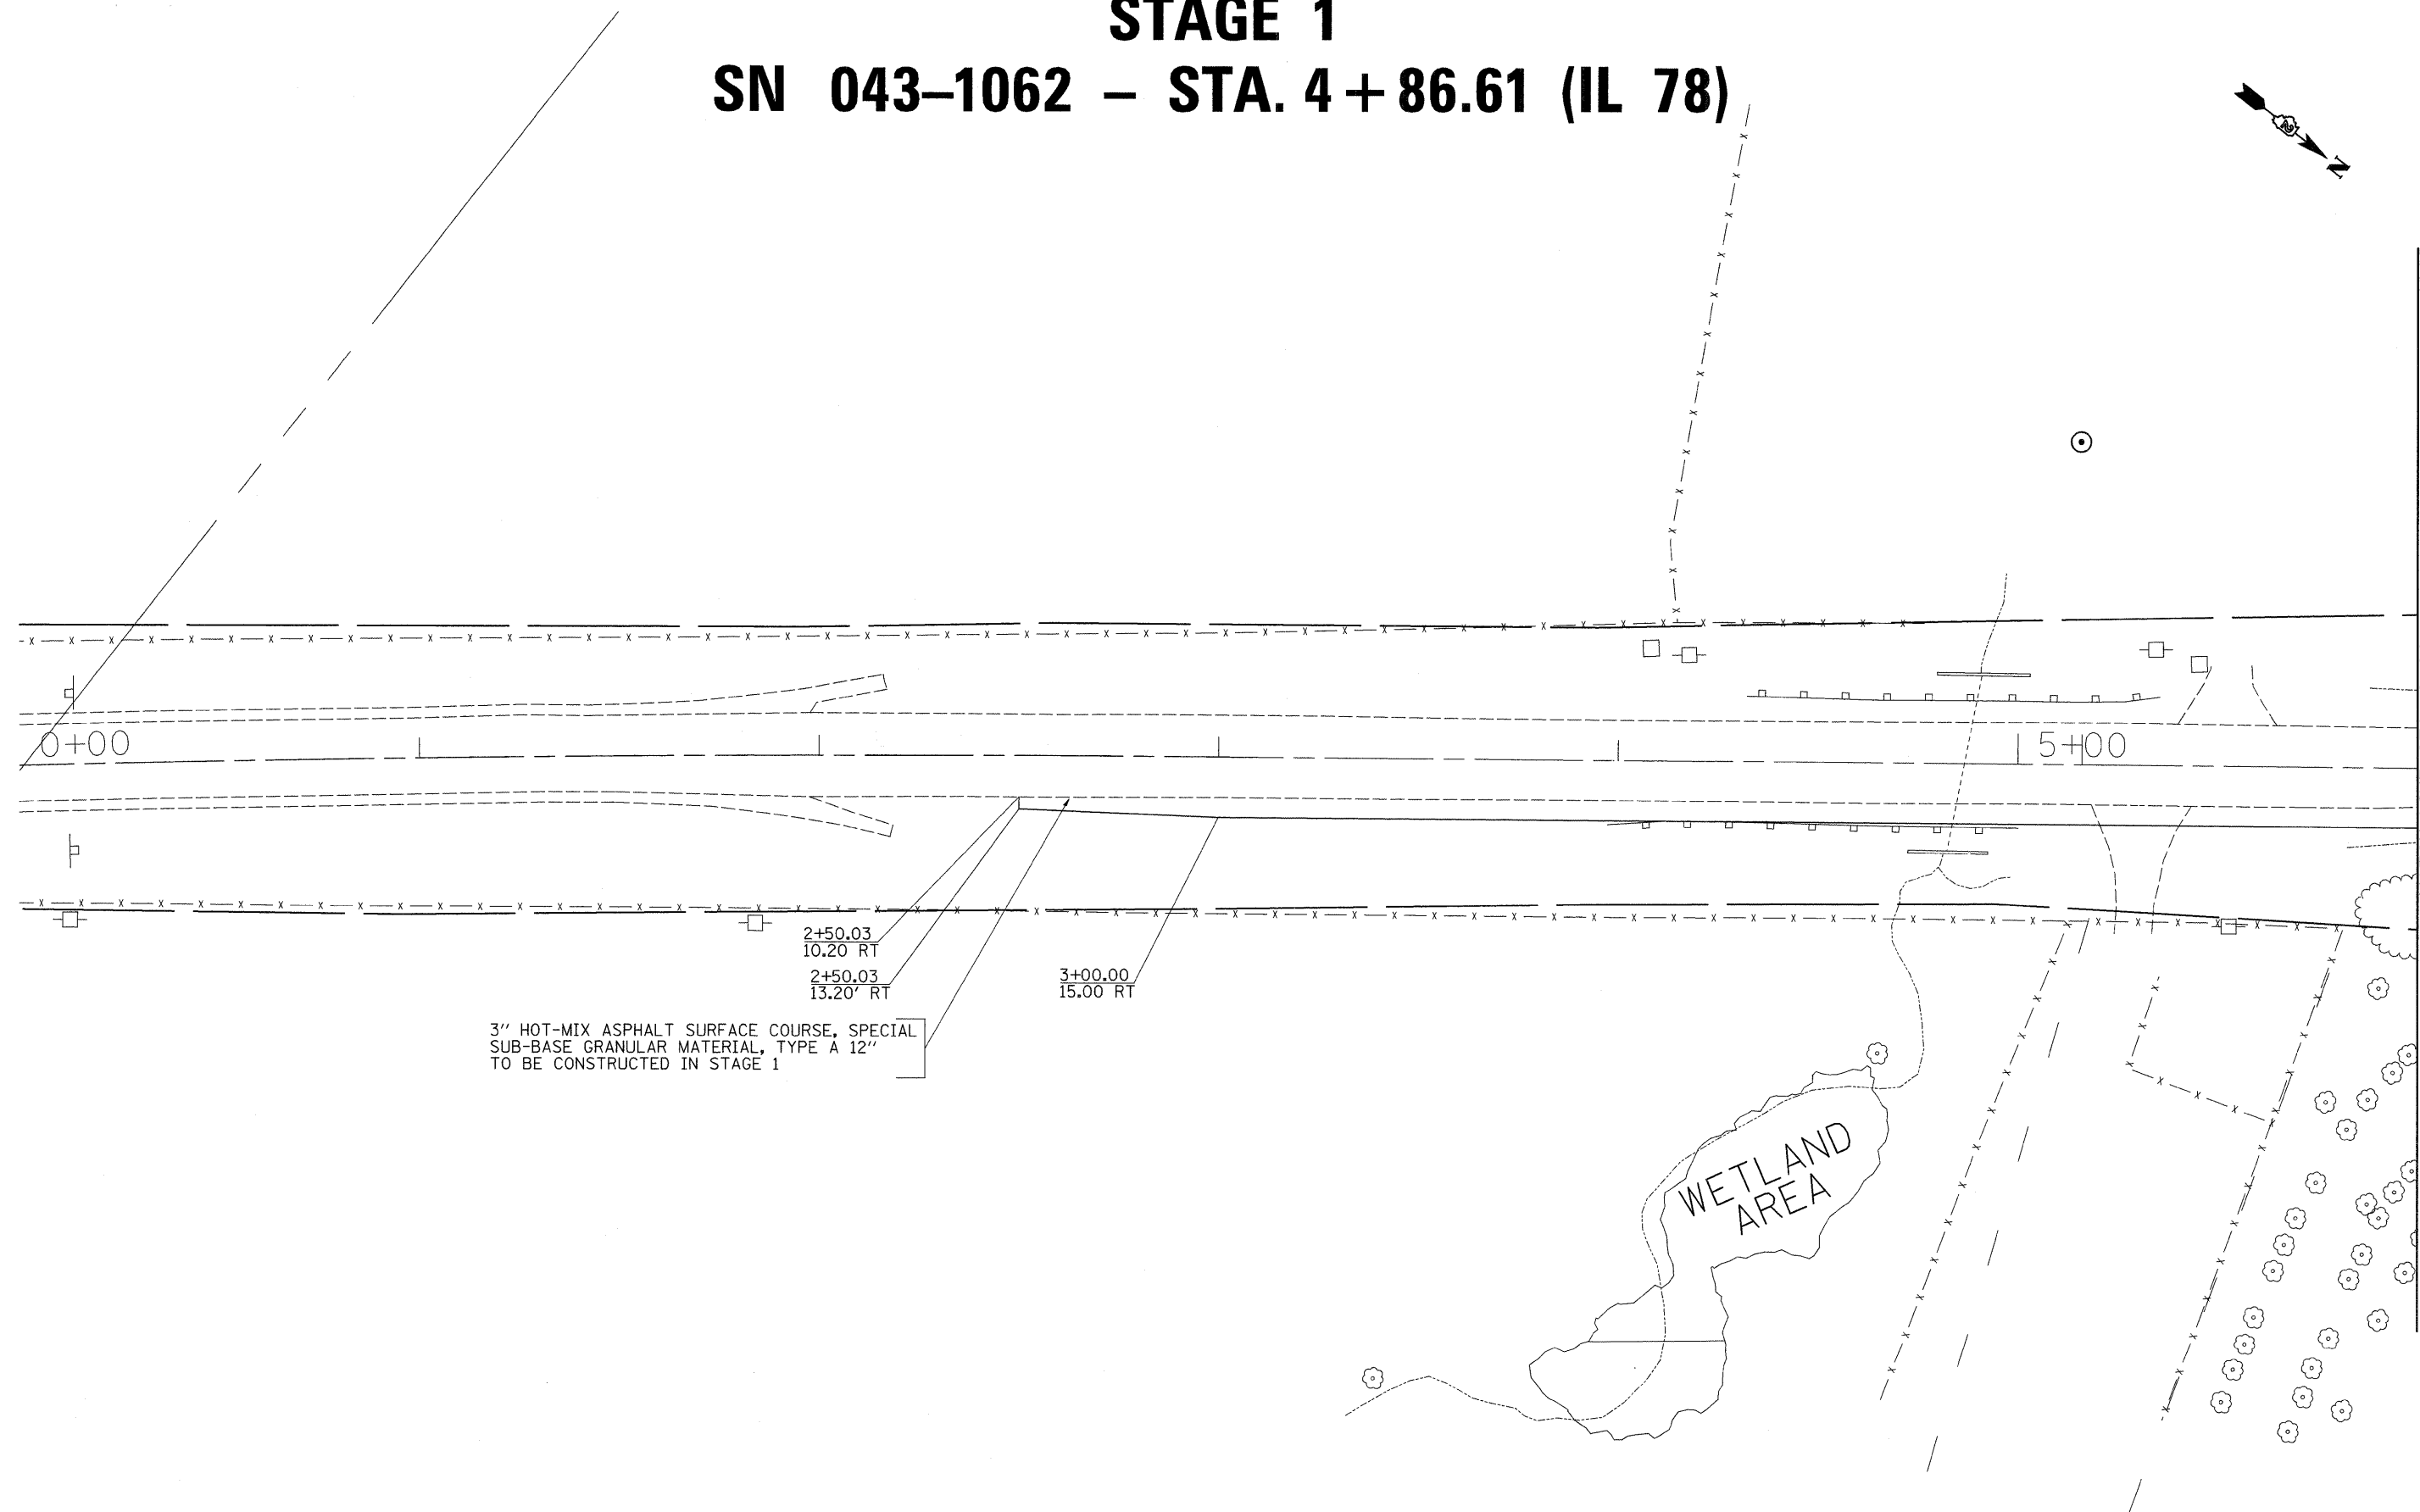 STAGE 1
SN 043–1062 – STA. 4+86.61 (IL 78)
N
0+00
5+00
2+50.03
10.20 RT
2+50.03
13.20' RT
3+00.00
15.00 RT
3" HOT-MIX ASPHALT SURFACE COURSE, SPECIAL
SUB-BASE GRANULAR MATERIAL, TYPE A 12"
TO BE CONSTRUCTED IN STAGE 1
WETLAND
AREA